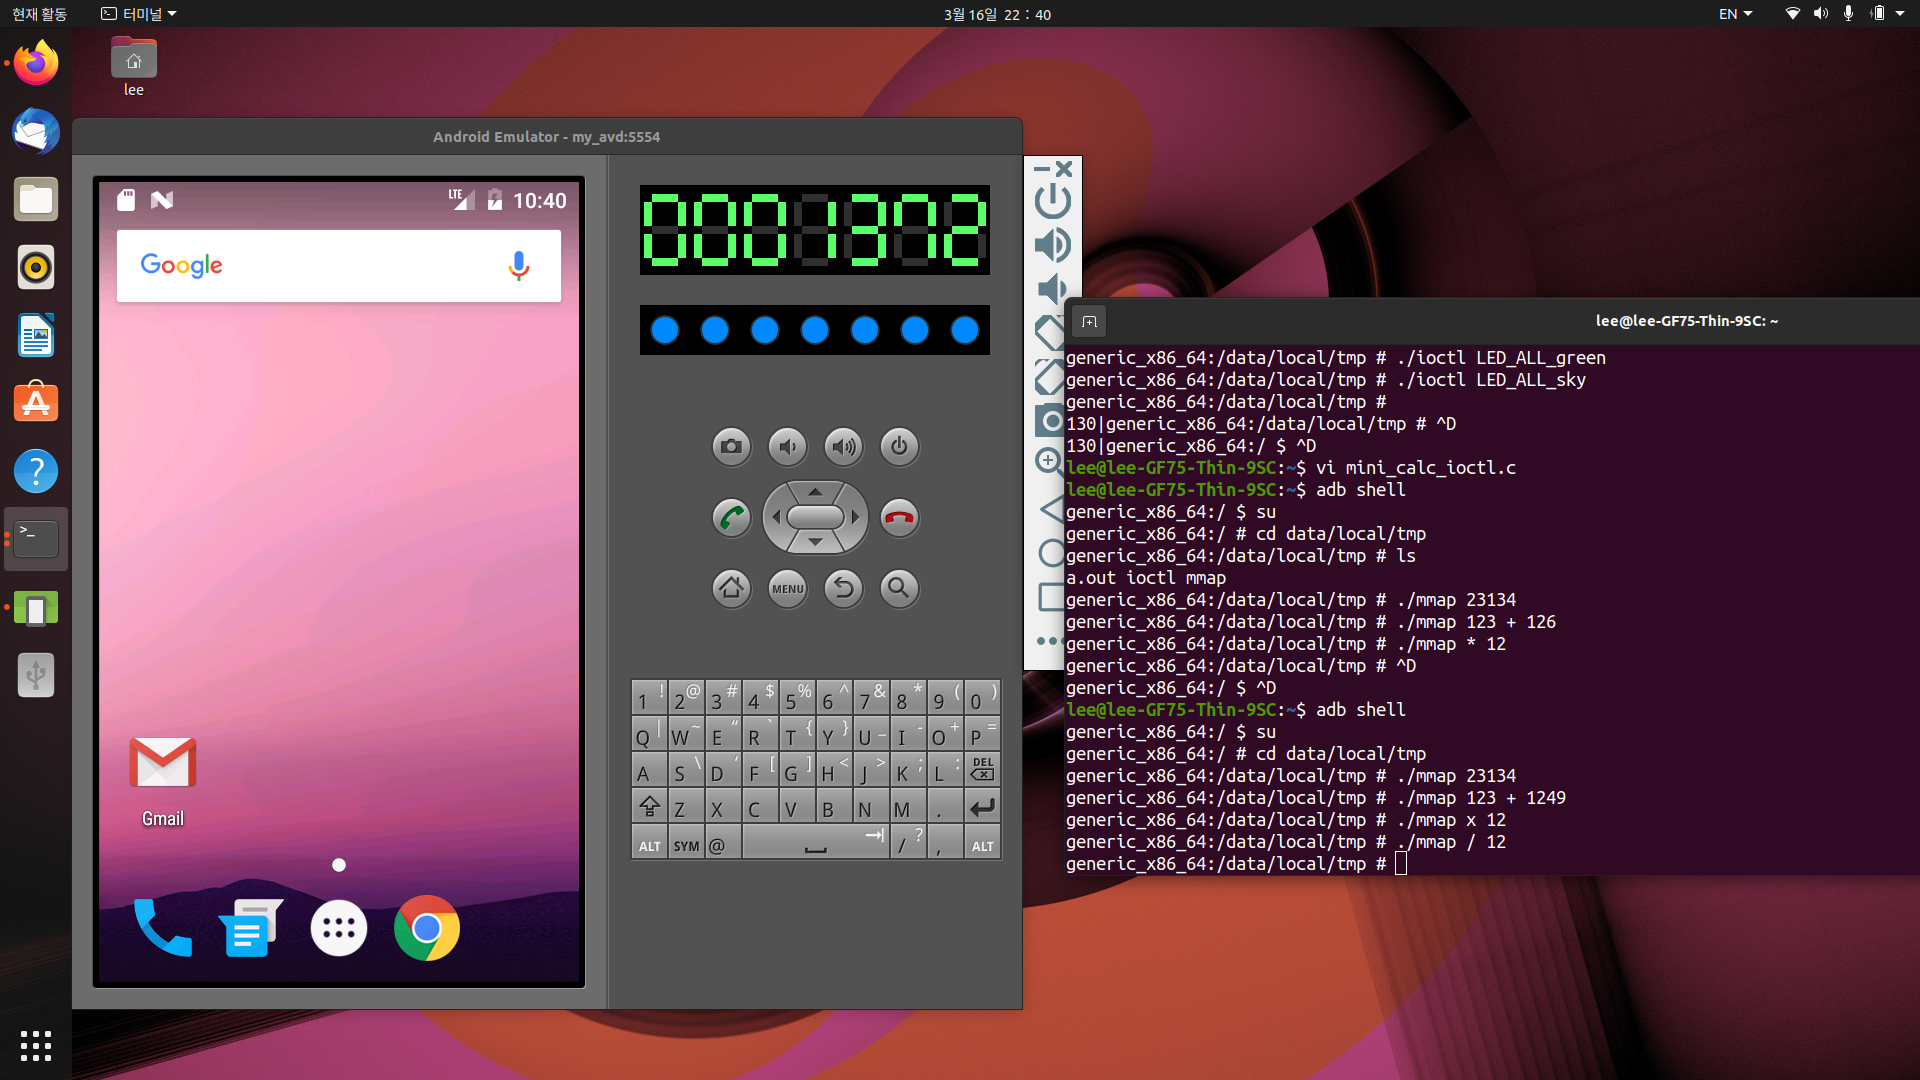 현재 활동
터미널
3월 16일 22 : 40
EN
lee
Android Emulator - my_avd:5554
LTE
10:40
Google
Gmail
0001372
MENU
1 ! 2 @ 3 # 4 $ 5 % 6 ^ 7 & 8 * 9 ( 0 )
Q | W ~ E “ R ` T { Y } U _ I - O + P =
A S \ D ‘ F [ G ] H < J > K ; L : DEL
Z X C V B N M .
ALT SYM @ / ? , ALT
lee@lee-GF75-Thin-9SC: ~
generic_x86_64:/data/local/tmp # ./ioctl LED_ALL_green
generic_x86_64:/data/local/tmp # ./ioctl LED_ALL_sky
generic_x86_64:/data/local/tmp #
130|generic_x86_64:/data/local/tmp # ^D
130|generic_x86_64:/ $ ^D
lee@lee-GF75-Thin-9SC:~$ vi mini_calc_ioctl.c
lee@lee-GF75-Thin-9SC:~$ adb shell
generic_x86_64:/ $ su
generic_x86_64:/ # cd data/local/tmp
generic_x86_64:/data/local/tmp # ls
a.out ioctl mmap
generic_x86_64:/data/local/tmp # ./mmap 23134
generic_x86_64:/data/local/tmp # ./mmap 123 + 126
generic_x86_64:/data/local/tmp # ./mmap * 12
generic_x86_64:/data/local/tmp # ^D
generic_x86_64:/ $ ^D
lee@lee-GF75-Thin-9SC:~$ adb shell
generic_x86_64:/ $ su
generic_x86_64:/ # cd data/local/tmp
generic_x86_64:/data/local/tmp # ./mmap 23134
generic_x86_64:/data/local/tmp # ./mmap 123 + 1249
generic_x86_64:/data/local/tmp # ./mmap x 12
generic_x86_64:/data/local/tmp # ./mmap / 12
generic_x86_64:/data/local/tmp #